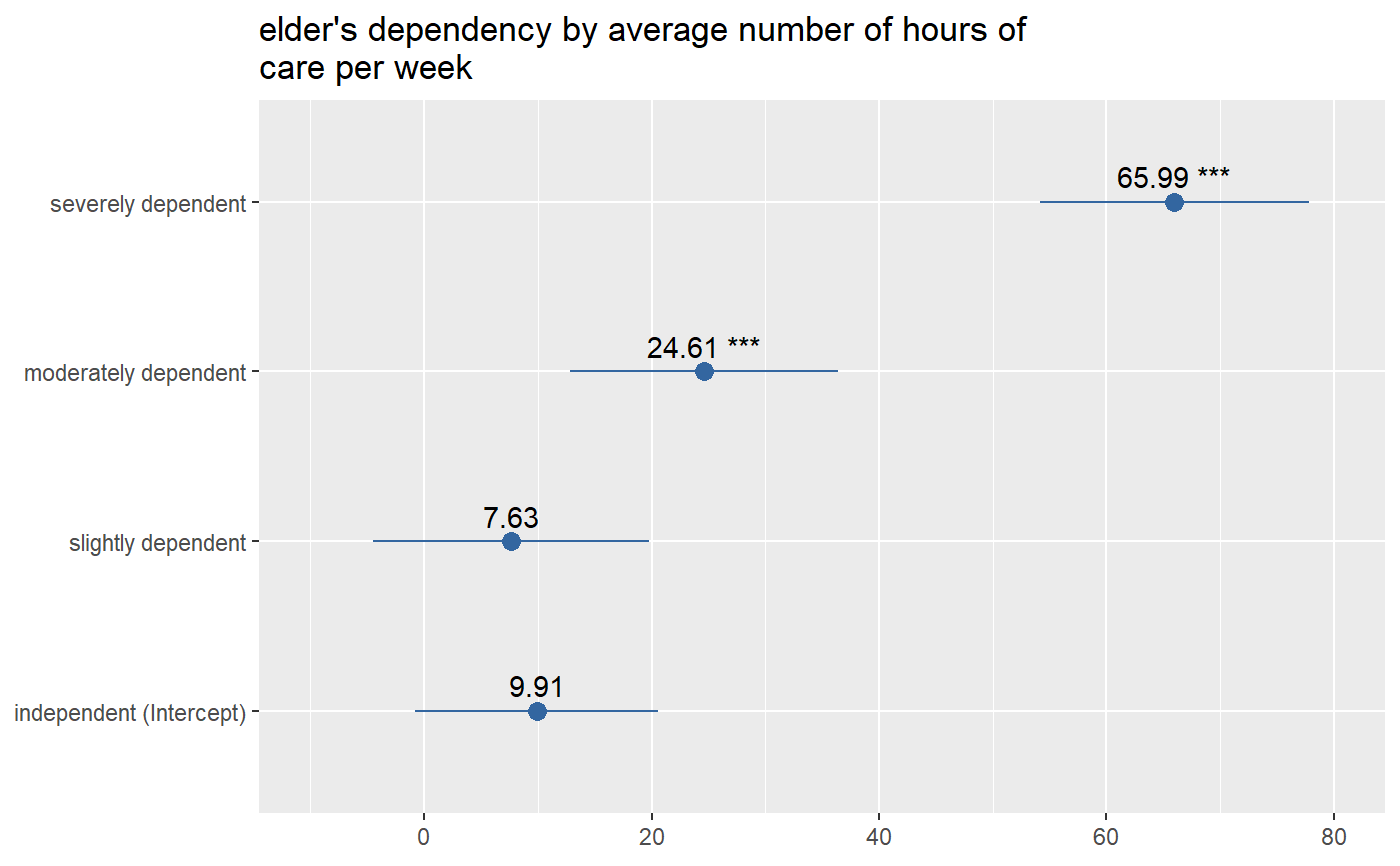 elder's dependency by average number of hours of
care per week
65.99 ***
severely dependent
24.61 ***
moderately dependent
7.63
slightly dependent
9.91
independent (Intercept)
0 20 40 60 80